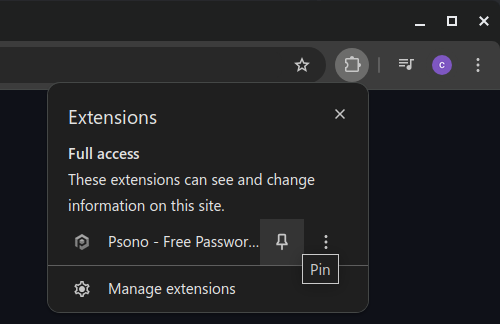 c
Extensions
Full access
These extensions can see and change
information on this site.
Psono - Free Passwor...
Pin
Manage extensions